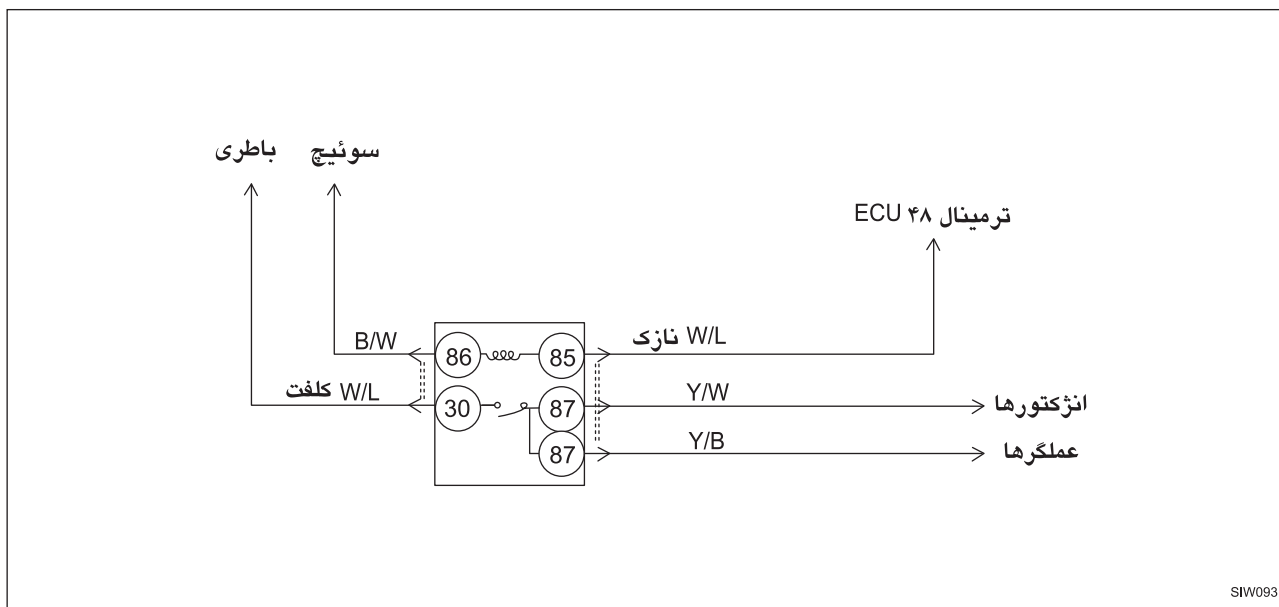 باطری
سوئیچ
ترمینال ۴۸ ECU
B/W
86
85
نازک W/L
کلفت W/L
30
87
Y/W
انژکتورها
87
Y/B
عملگرها
SIW093